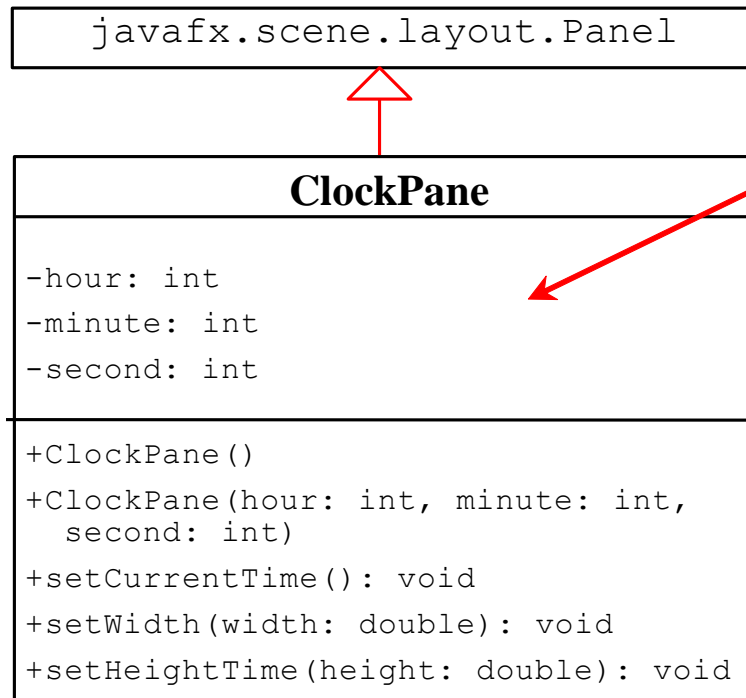 javafx.scene.layout.Panel
ClockPane
-hour: int
-minute: int
-second: int
+ClockPane()
+ClockPane(hour: int, minute: int,
second: int)
+setCurrentTime(): void
+setWidth(width: double): void
+setHeightTime(height: double): void